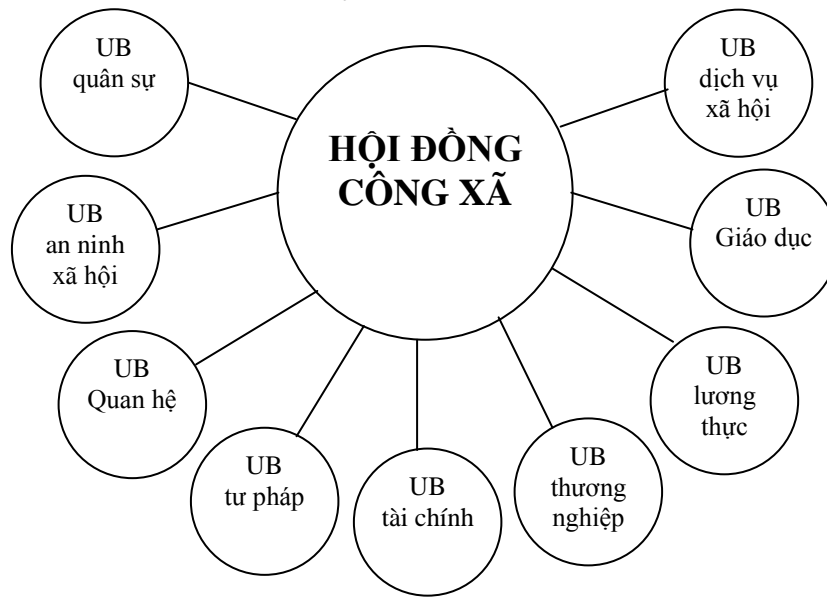 UB
quân sự
UB
dịch vụ
xã hội
HỘI ĐỒNG
CÔNG XÃ
UB
an ninh
xã hội
UB
Giáo dục
UB
Quan hệ
UB
lương
thực
UB
tư pháp
UB
tài chính
UB
thương
nghiệp